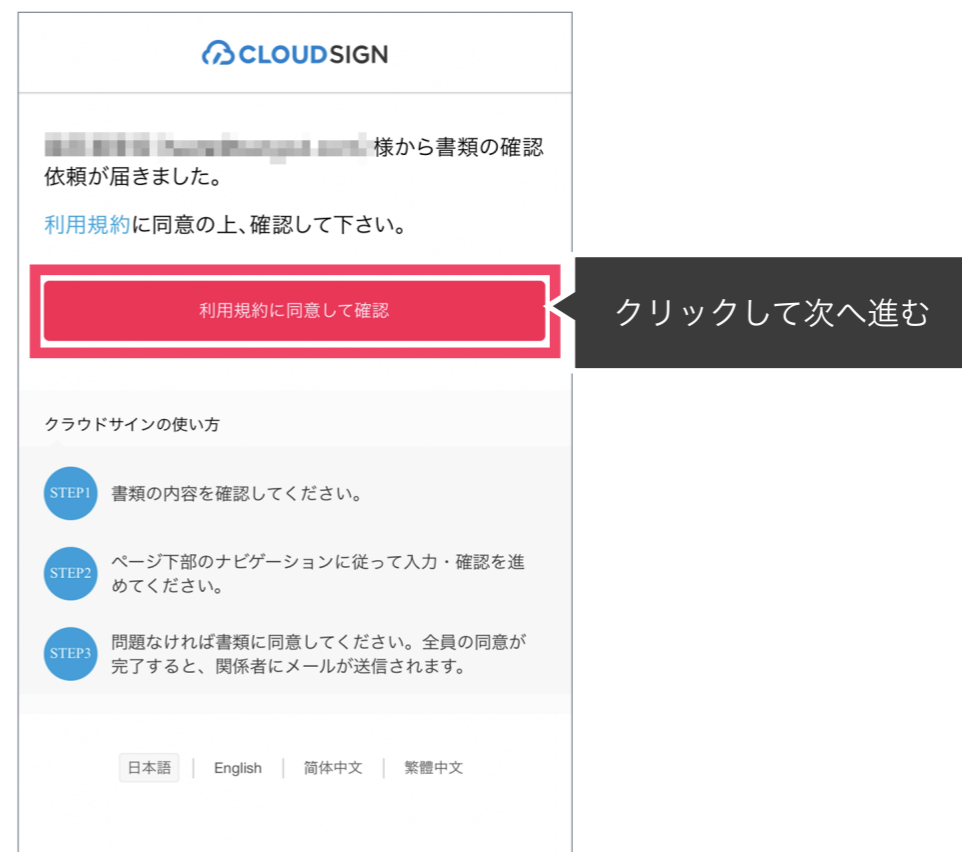 CLOUDSIGN
様から書類の確認
依頼が届きました。
利用規約に同意の上、確認して下さい。
利用規約に同意して確認
クリックして次へ進む
クラウドサインの使い方
STEP1 書類の内容を確認してください。
STEP2 ページ下部のナビゲーションに従って入力・確認を進
めてください。
STEP3 問題なければ書類に同意してください。全員の同意が
完了すると、関係者にメールが送信されます。
日本語 | English | 简体中文 | 繁體中文